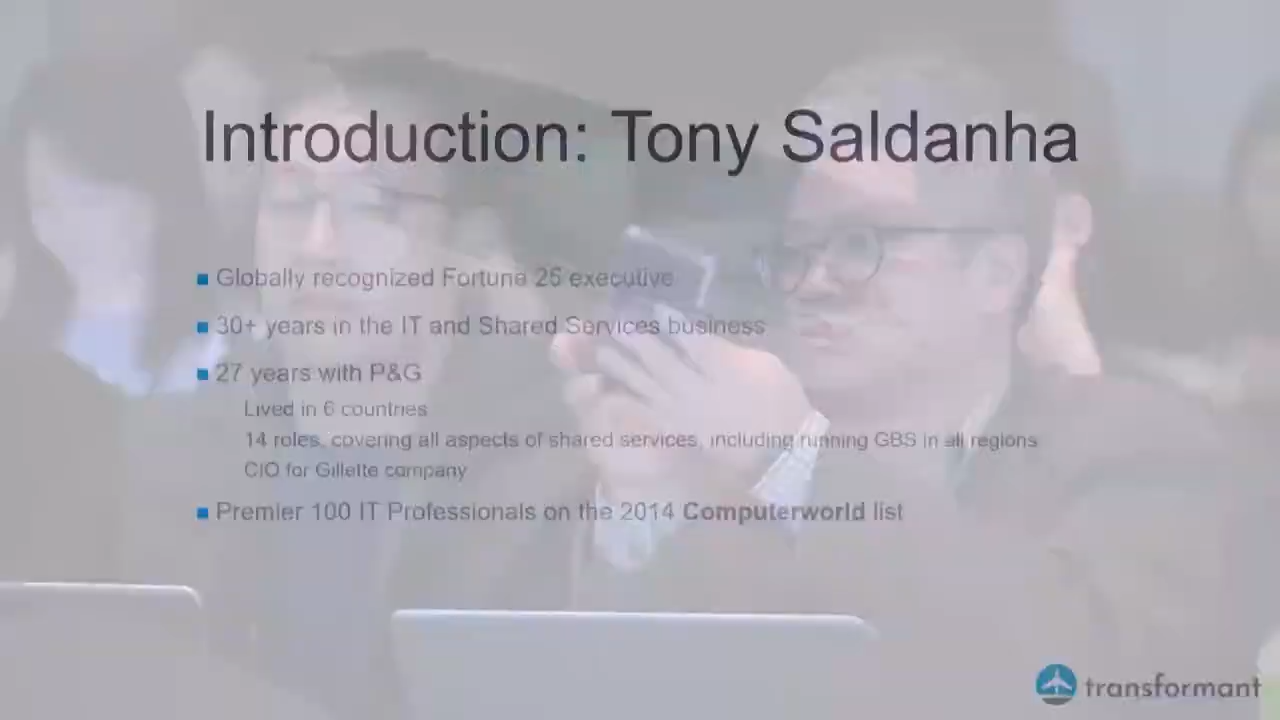 Introduction: Tony Saldanha
Globally recognized Fortune 25 executive
30+ years in the IT and Shared Services business
27 years with P&G
Lived in 6 countries
14 roles, covering all aspects of shared services, including running GBS in all regions
CIO for Gillette company
Premier 100 IT Professionals on the 2014 Computerworld list
transformant